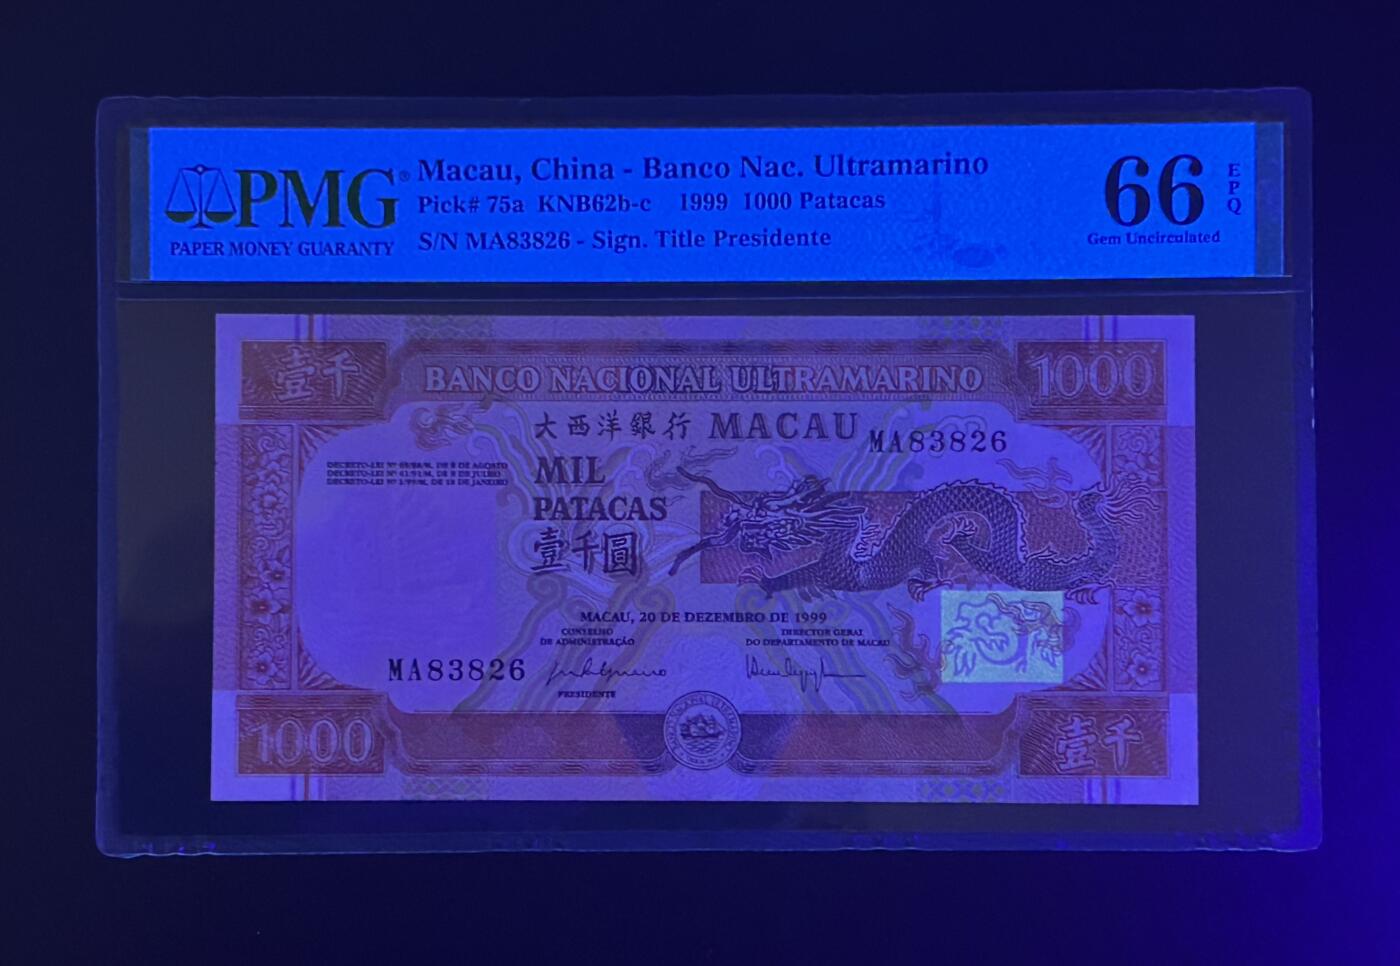 PMG®
PAPER MONEY GUARANTY
Macau, China - Banco Nac. Ultramarino
Pick# 75a KNB62b-c 1999 1000 Patacas
S/N MA83826 - Sign. Title Presidente
66
EPQ
Gem Uncirculated
壹千
BANCO NACIONAL ULTRAMARINO
1000
大西洋銀行 MACAU
MA83826
DECRETO-LEI
MIL
PATACAS
壹千圓
MACAU, 20 DE DEZEMBRO DE 1999
CONSELHO
DE ADMINISTRAÇÃO
DIRECTOR GERAL
DO DEPARTAMENTO DE MACAU
MA83826
PRESIDENTE
1000
壹千